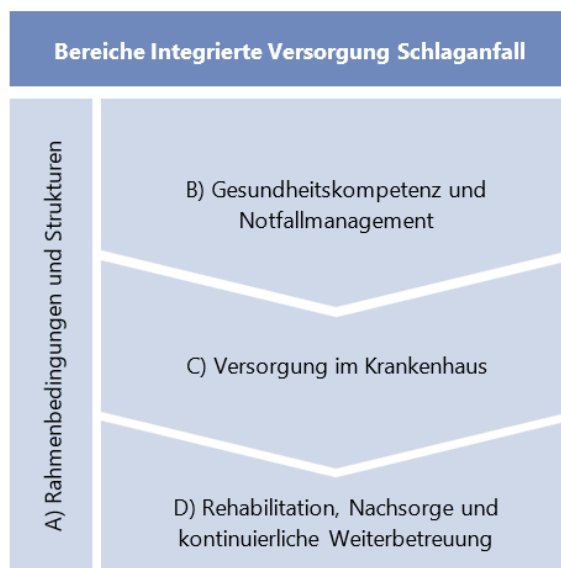 Bereiche Integrierte Versorgung Schlaganfall
A) Rahmenbedingungen und Strukturen
B) Gesundheitskompetenz und
Notfallmanagement
C) Versorgung im Krankenhaus
D) Rehabilitation, Nachsorge und
kontinuierliche Weiterbetreuung